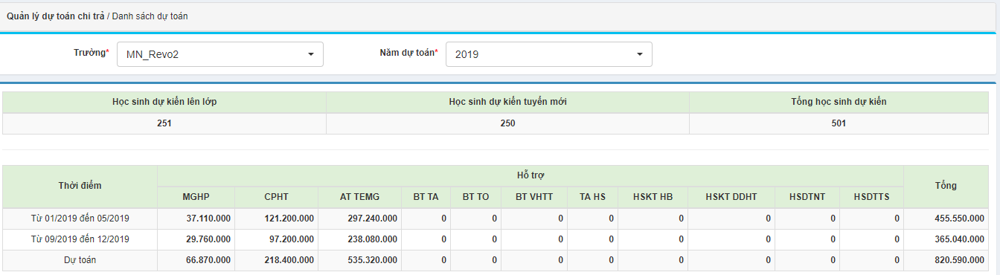 Quản lý dự toán chi trả / Danh sách dự toán
Trường* MN_Revo2 Năm dự toán* 2019
Học sinh dự kiến lên lớp Học sinh dự kiến tuyển mới Tổng học sinh dự kiến
251 250 501
Thời điểm Hỗ trợ Tổng
MGHP CPHT AT TEMG BT TA BT TO BT VHTT TA HS HSKT HB HSKT DDHT HSDTNT HSDTTS
Từ 01/2019 đến 05/2019 37.110.000 121.200.000 297.240.000 0 0 0 0 0 0 0 0 455.550.000
Từ 09/2019 đến 12/2019 29.760.000 97.200.000 238.080.000 0 0 0 0 0 0 0 0 365.040.000
Dự toán 66.870.000 218.400.000 535.320.000 0 0 0 0 0 0 0 0 820.590.000